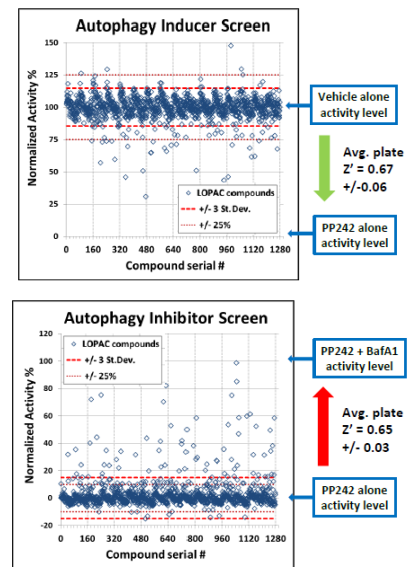 Autophagy Inducer Screen
Normalized Activity %
150
125
100
75
50
25
0
LOPAC compounds
+/- 3 St.Dev.
+/- 25%
0 160 320 480 640 800 960 1120 1280
Compound serial #
Vehicle alone
activity level
Avg. plate
Z' = 0.67
+/-0.06
PP242 alone
activity level
Autophagy Inhibitor Screen
Normalized Activity %
120
100
80
60
40
20
0
-20
LOPAC compounds
+/- 3 St.Dev.
+/- 25%
0 160 320 480 640 800 960 1120 1280
Compound serial #
PP242 + BafA1
activity level
Avg. plate
Z' = 0.65
+/- 0.03
PP242 alone
activity level